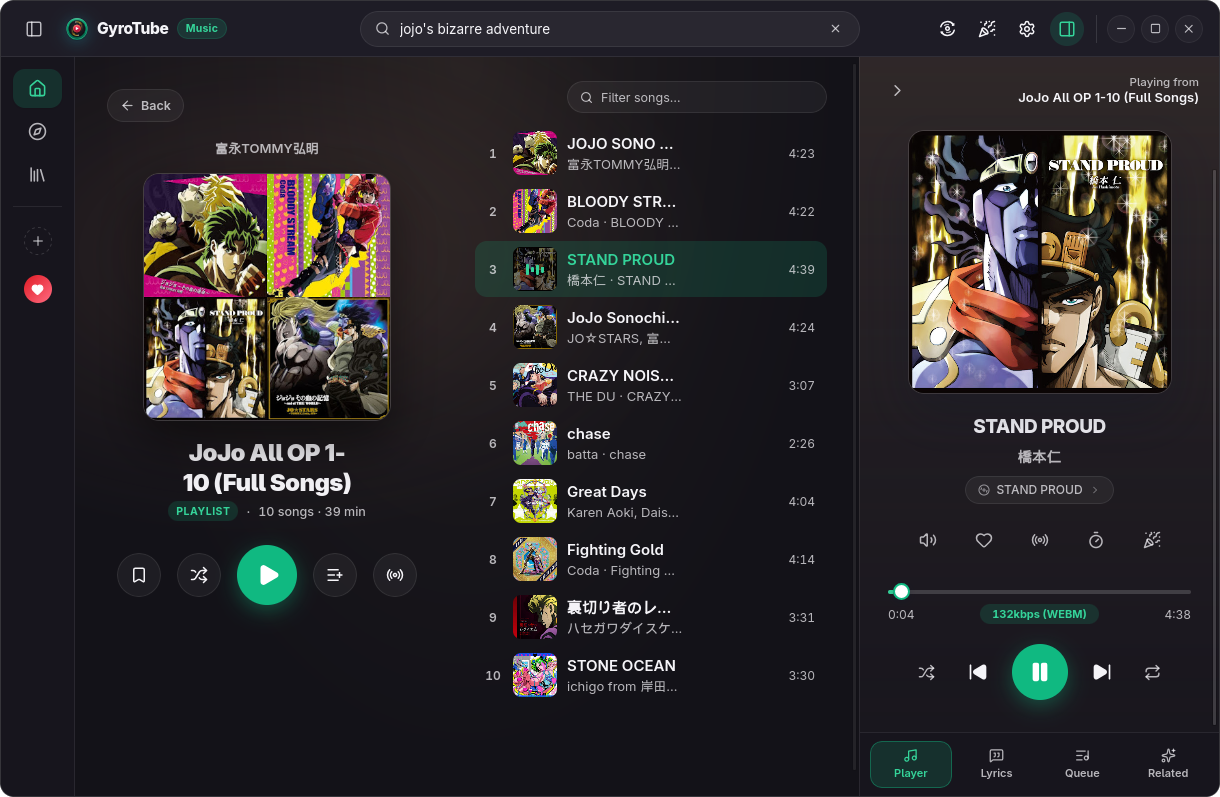 GyroTube Music
jojo's bizarre adventure
Back
富永TOMMY弘明
JoJo All OP 1-
10 (Full Songs)
PLAYLIST · 10 songs · 39 min
Filter songs...
1 JOJO SONO ... 4:23
富永TOMMY弘明...
2 BLOODY STR... 4:22
Coda · BLOODY ...
3 STAND PROUD 4:39
橋本仁 · STAND ...
4 JoJo Sonochi... 4:24
JO☆STARS, 富...
5 CRAZY NOIS... 3:07
THE DU · CRAZY...
6 chase 2:26
batta · chase
7 Great Days 4:04
Karen Aoki, Dais...
8 Fighting Gold 4:14
Coda · Fighting ...
9 裏切り者のレ... 3:31
ハセガワダイスケ...
10 STONE OCEAN 3:30
ichigo from 岸田...
Playing from
JoJo All OP 1-10 (Full Songs)
STAND PROUD
橋本 仁
STAND PROUD
橋本仁
STAND PROUD
0:04 132kbps (WEBM) 4:38
Player Lyrics Queue Related